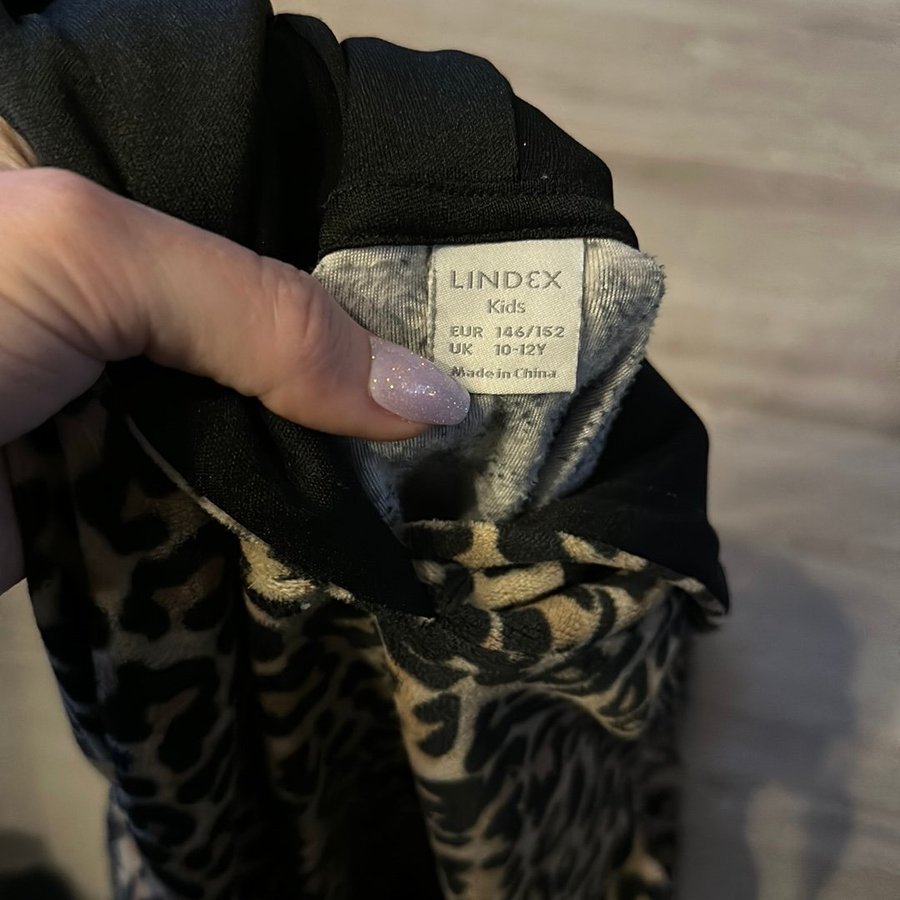 LINDEX
Kids
EUR 146/152
UK 10-12Y
Made in China